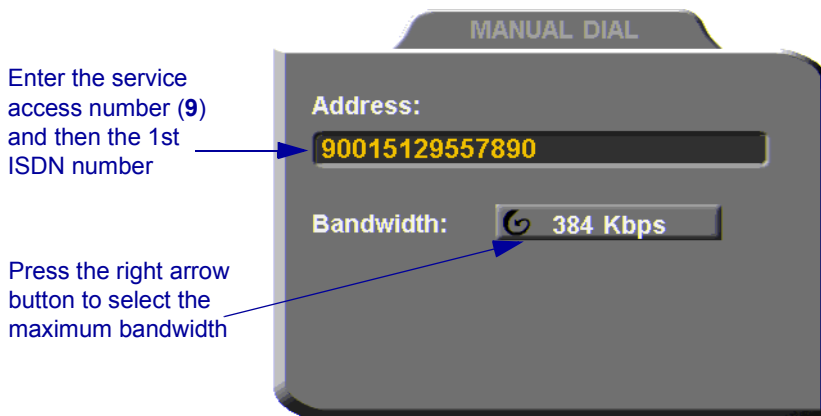 MANUAL DIAL
Enter the service
access number (9)
and then the 1st
ISDN number
Address:
90015129557890
Bandwidth:
384 Kbps
Press the right arrow
button to select the
maximum bandwidth